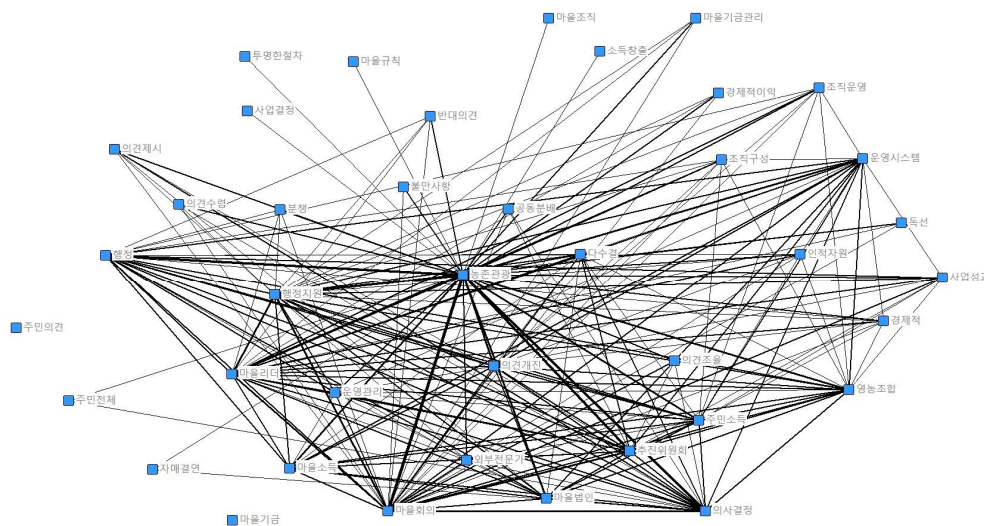 마을조직
마을기금관리
소득창출
투명한절차
마을규칙
조직운영
경제적이익
사업결정
반대의견
의견제시
운영시스템
조직구성
불만사항
의견수렴
분쟁
공동분배
독선
행정
다수결
인적자원
농촌관광
사업성과
행정지원
경제적
주민의견
의견조율
의견개진
마을리더
영농조합
운영관리
주민전체
주민소득
추진위원회
외부전문가
자매결연
마을소득
마을법인
마을회의
의사결정
마을기금